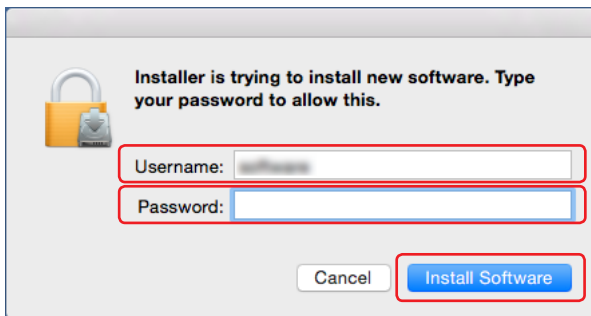 Installer is trying to install new software. Type
your password to allow this.
Username:
Password:
Cancel
Install Software